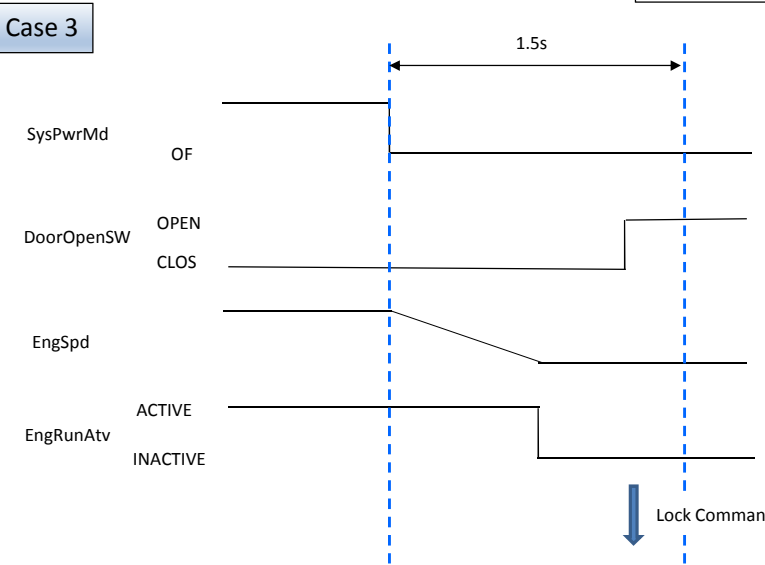 Case 3
1.5s
SysPwrMd
OF
DoorOpenSW
OPEN
CLOS
EngSpd
EngRunAtv
ACTIVE
INACTIVE
Lock Comman